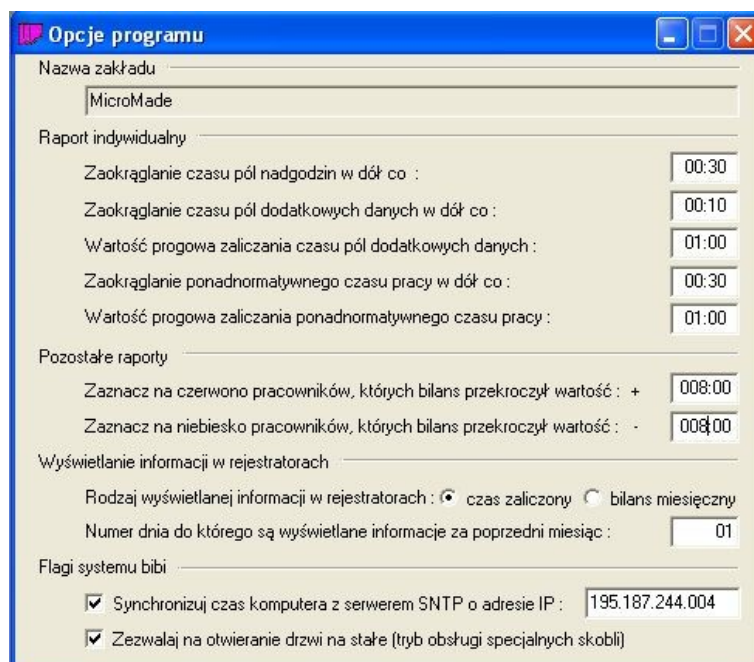 Opcje programu
Nazwa zakładu
MicroMade
Raport indywidualny
Zaokrąglanie czasu pól nadgodzin w dół co : 00:30
Zaokrąglanie czasu pól dodatkowych danych w dół co : 00:10
Wartość progowa zaliczania czasu pól dodatkowych danych : 01:00
Zaokrąglanie ponadnormatywnego czasu pracy w dół co : 00:30
Wartość progowa zaliczania ponadnormatywnego czasu pracy : 01:00
Pozostałe raporty
Zaznacz na czerwono pracowników, których bilans przekroczył wartość : + 008:00
Zaznacz na niebiesko pracowników, których bilans przekroczył wartość : - 008:00
Wyświetlanie informacji w rejestratorach
Rodzaj wyświetlanej informacji w rejestratorach : czas zaliczony bilans miesięczny
Numer dnia do którego są wyświetlane informacje za poprzedni miesiąc : 01
Flagi systemu bibi
Synchronizuj czas komputera z serwerem SNTP o adresie IP : 195.187.244.004
Zezwalaj na otwieranie drzwi na stałe (tryb obsługi specjalnych skobli)